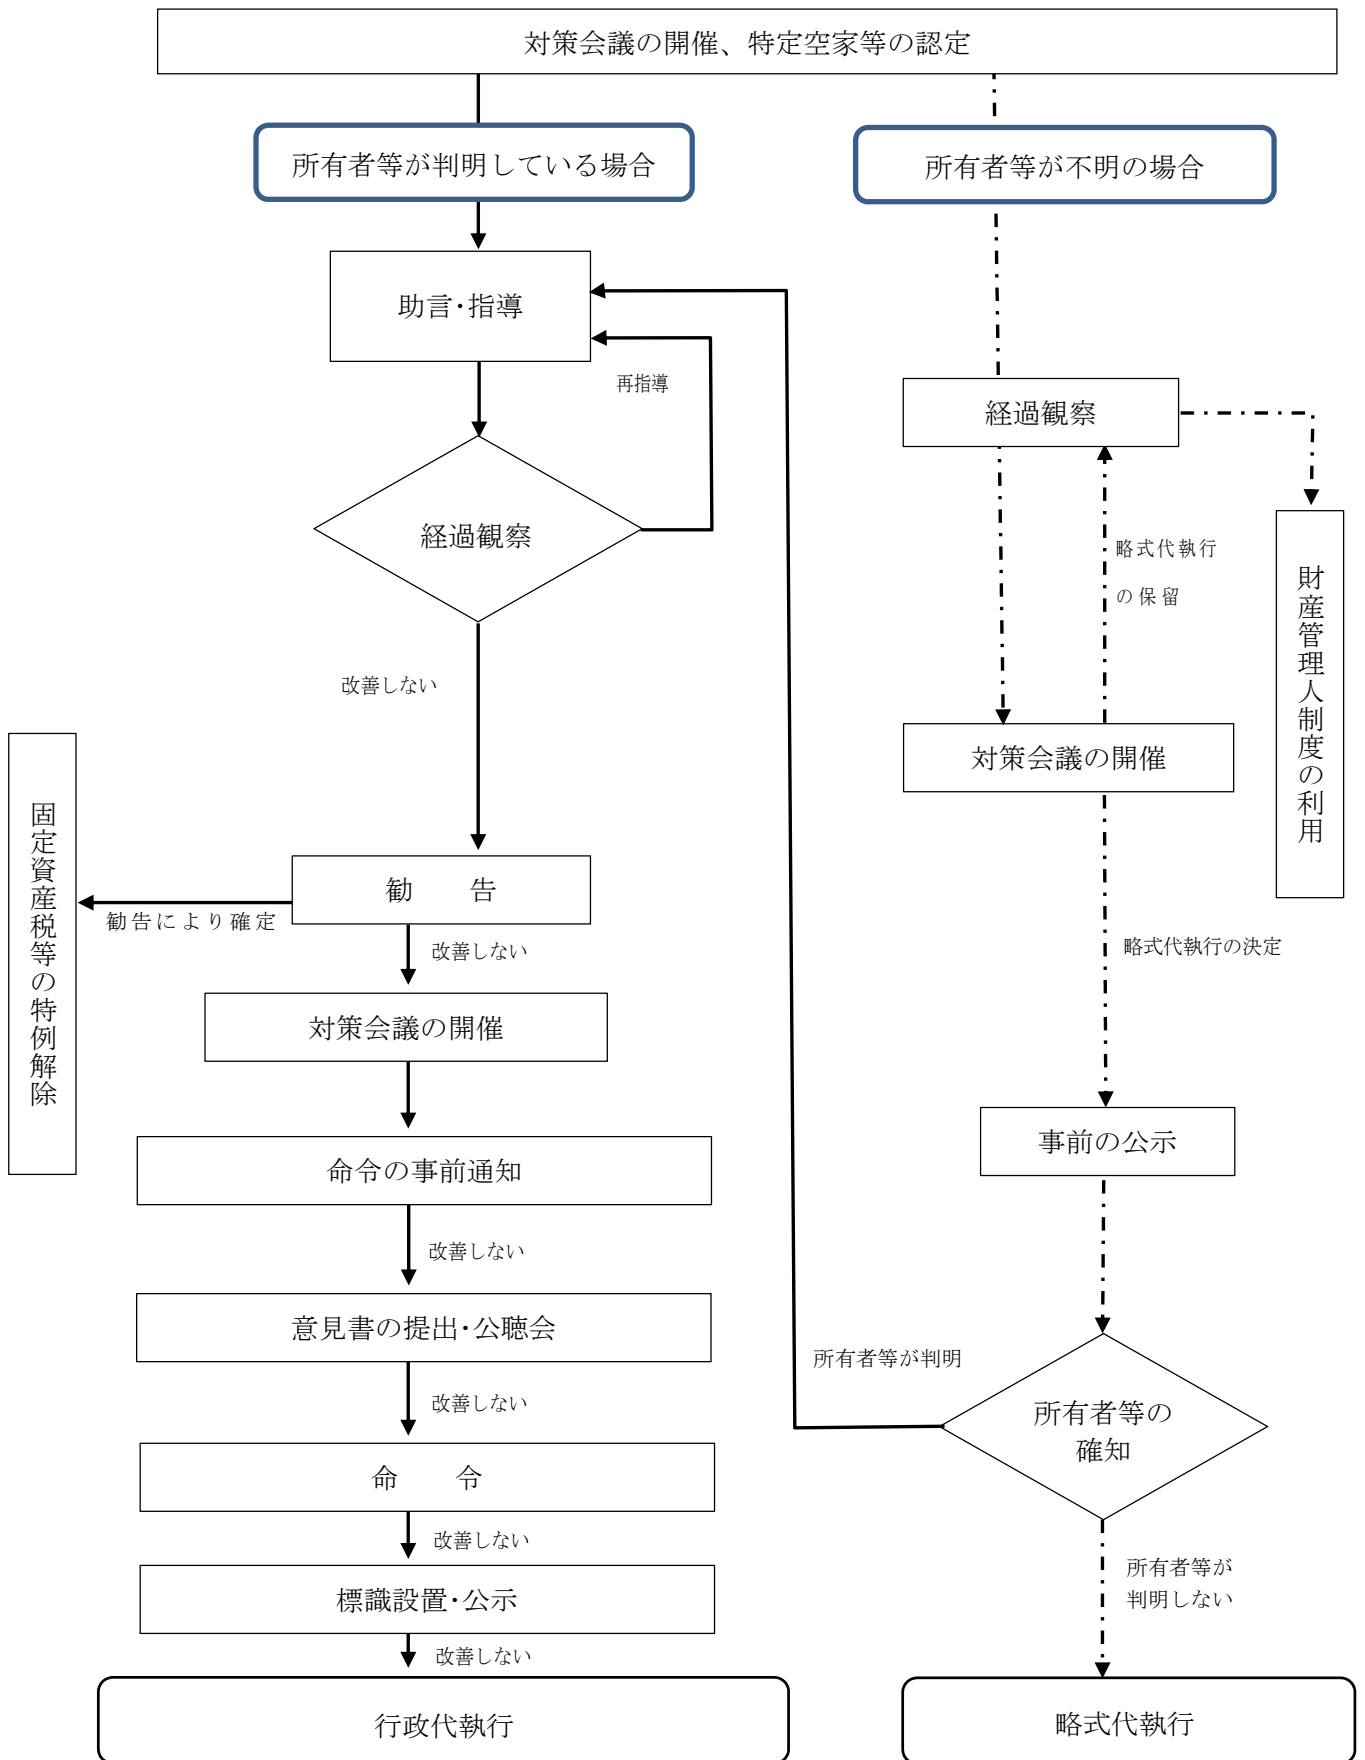 対策会議の開催、特定空家等の認定
所有者等が判明している場合
所有者等が不明の場合
助言･指導
再指導
経過観察
経過観察
略式代執行
の保留
財産管理人制度の利用
改善しない
対策会議の開催
固定資産税等の特例解除
勧　　告
勧告により確定
改善しない
略式代執行の決定
対策会議の開催
事前の公示
命令の事前通知
改善しない
意見書の提出･公聴会
所有者等が判明
改善しない
所有者等の
確知
命　　令
改善しない
所有者等が
判明しない
標識設置･公示
改善しない
行政代執行
略式代執行